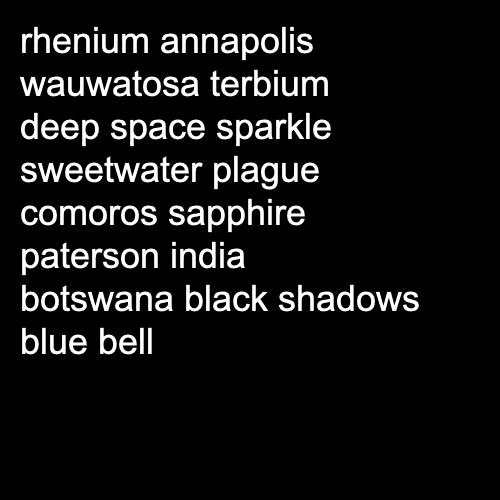 rhenium annapolis
wauwatosa terbium
deep space sparkle
sweetwater plague
comoros sapphire
paterson india
botswana black shadows
blue bell